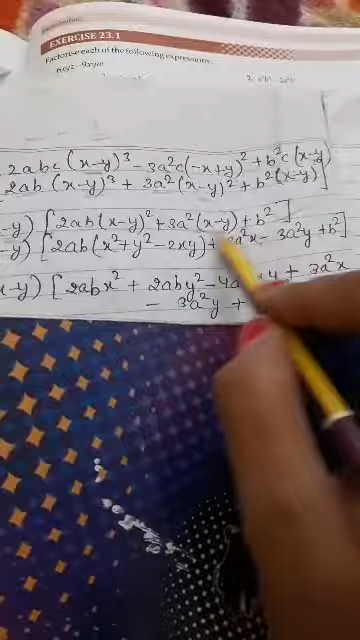 EXERCISE 23.1
Factorise each of the following expressions:
2abc(x-y)³ - 3a²c(-x+y)² + b²c(x-y)
2ab(x-y)³ + 3a²(x-y)² + b²(x-y)]
-y) [2ab(x-y)² + 3a²(x-y) + b²]
-y) [2ab(x²+y²-2xy) + 3a²x - 3a²y + b²]
x-y) [2abx² + 2aby² - 4a xy + 3a²x
- 3a²y +